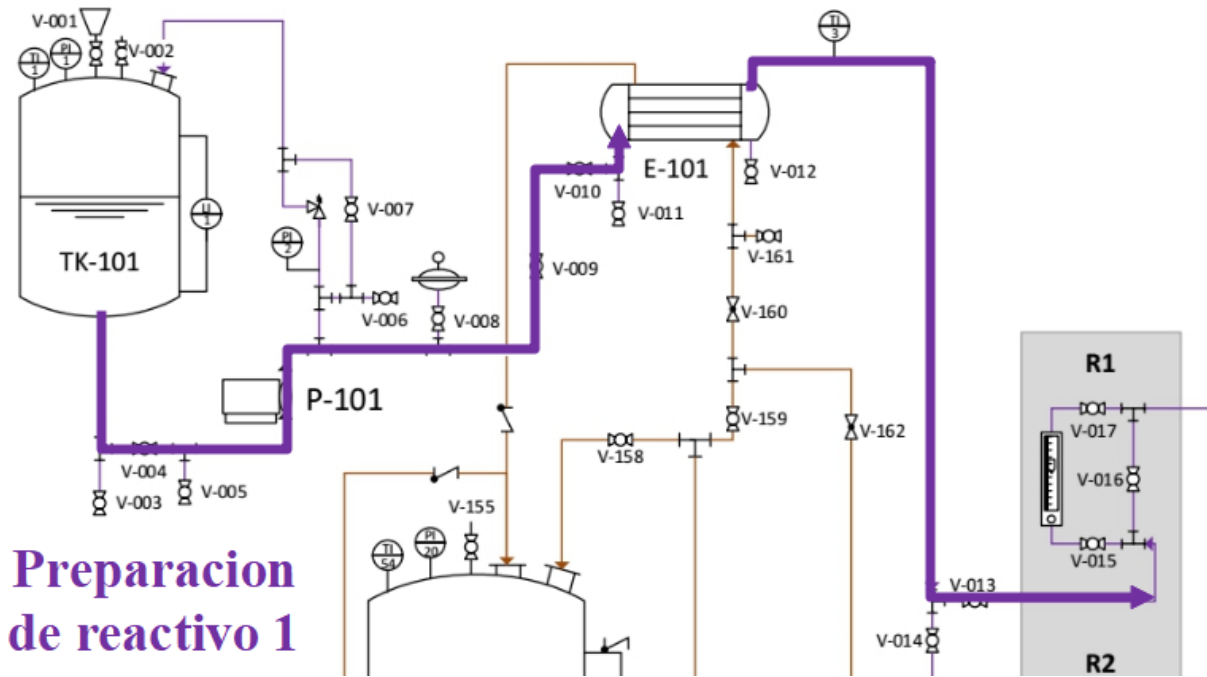 V-001
V-002
TI
1
PI
1
TI
3
E-101
V-012
V-010
V-011
V-007
LI
1
PI
2
TK-101
V-009
V-161
V-006
V-008
V-160
R1
P-101
V-159
V-162
V-017
V-158
V-004
V-016
V-003
V-005
V-155
TI
54
PI
20
V-015
Preparacion
de reactivo 1
V-013
V-014
R2